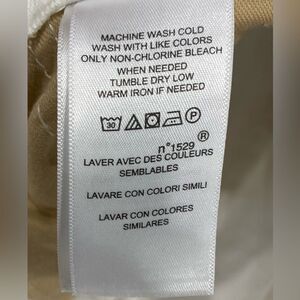 MACHINE WASH COLD
WASH WITH LIKE COLORS
ONLY NON-CHLORINE BLEACH
WHEN NEEDED
TUMBLE DRY LOW
WARM IRON IF NEEDED
30 P
®
n°1529
LAVER AVEC DES COULEURS
SEMBLABLES
LAVARE CON COLORI SIMILI
LAVAR CON COLORES
SIMILARES